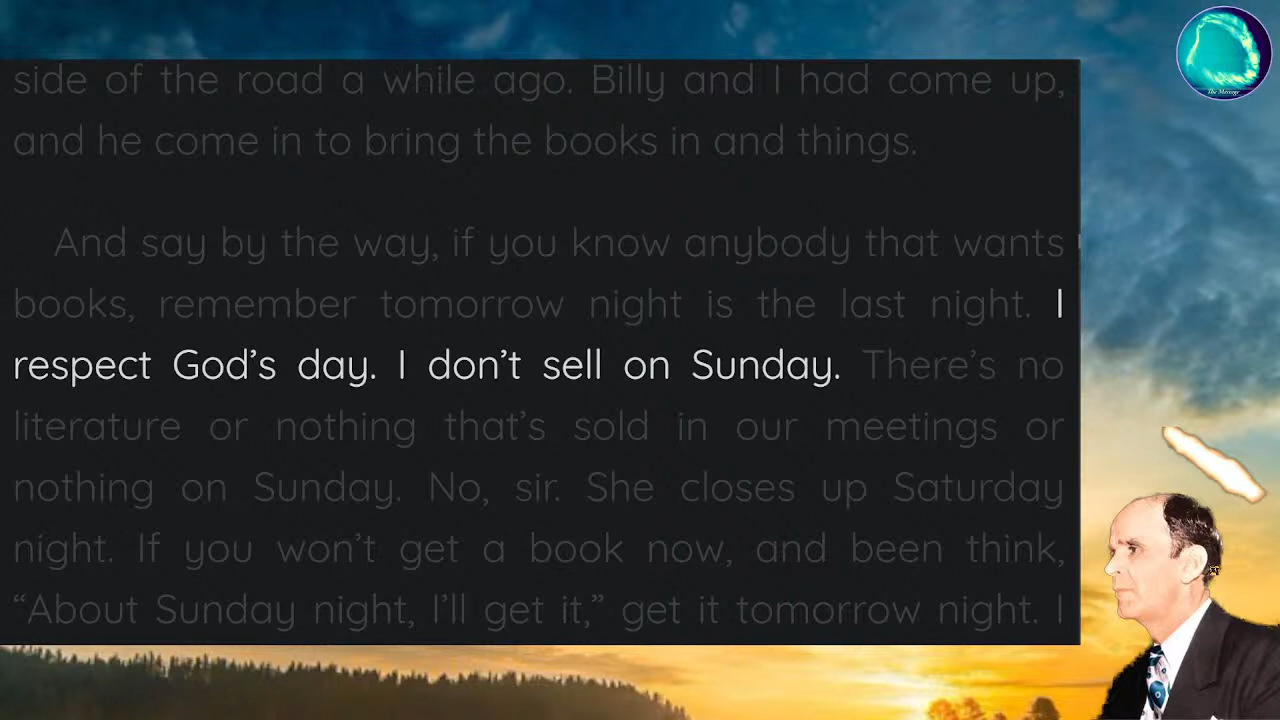 side of the road a while ago. Billy and I had come up,
and he come in to bring the books in and things.
And say by the way, if you know anybody that wants
books, remember tomorrow night is the last night. I
respect God's day. I don't sell on Sunday. There's no
literature or nothing that's sold in our meetings or
nothing on Sunday. No, sir. She closes up Saturday
night. If you won't get a book now, and been think,
“About Sunday night, I'll get it,” get it tomorrow night. I
The Message